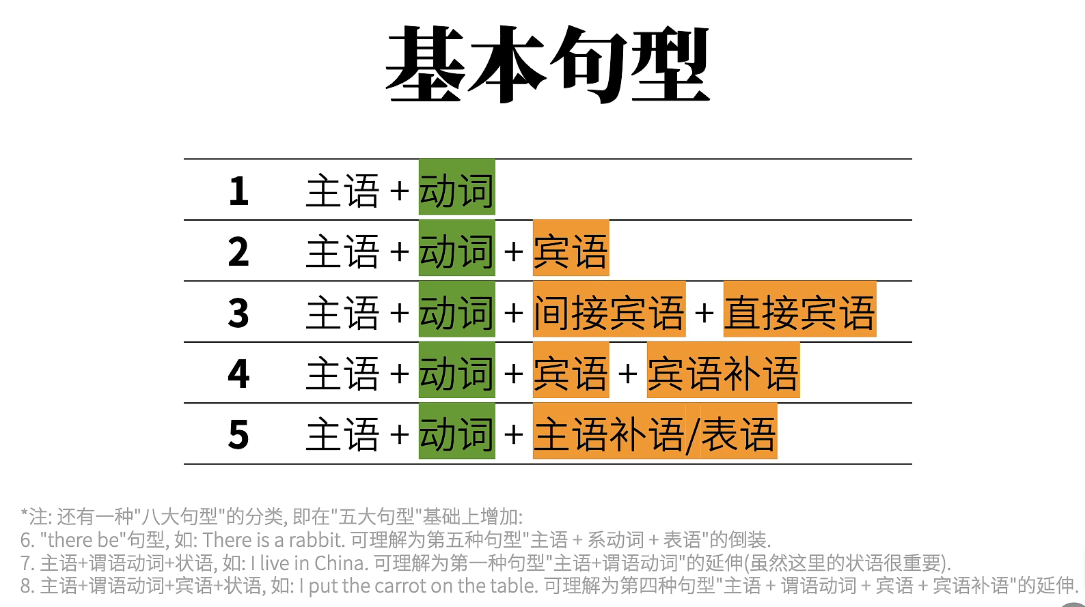 基本句型
1 主语 + 动词
2 主语 + 动词 + 宾语
3 主语 + 动词 + 间接宾语 + 直接宾语
4 主语 + 动词 + 宾语 + 宾语补语
5 主语 + 动词 + 主语补语/表语
*注: 还有一种"八大句型"的分类, 即在"五大句型"基础上增加:
6. "there be"句型, 如: There is a rabbit. 可理解为第五种句型"主语 + 系动词 + 表语"的倒装.
7. 主语+谓语动词+状语, 如: I live in China. 可理解为第一种句型"主语+谓语动词"的延伸(虽然这里的状语很重要).
8. 主语+谓语动词+宾语+状语, 如: I put the carrot on the table. 可理解为第四种句型"主语 + 谓语动词 + 宾语 + 宾语补语"的延伸.